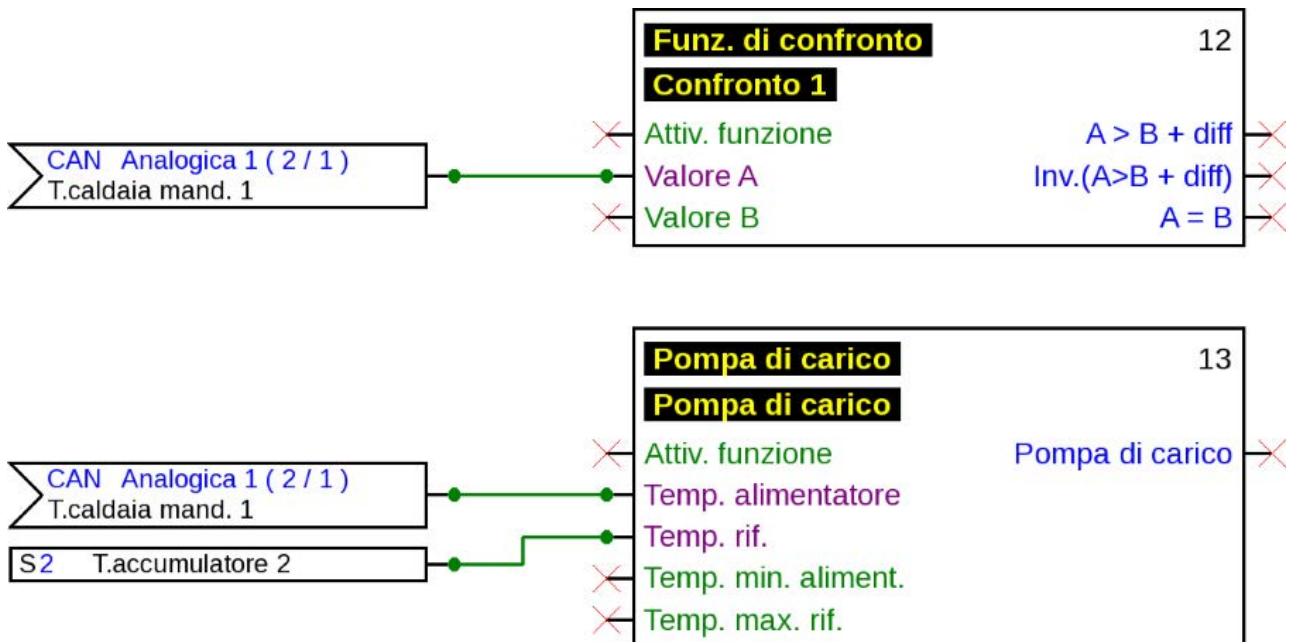 Funz. di confronto 12
Confronto 1
Attiv. funzione A > B + diff
CAN Analogica 1 ( 2 / 1 )
T.caldaia mand. 1
Valore A Inv.(A>B + diff)
Valore B A = B
Pompa di carico 13
Pompa di carico
Attiv. funzione Pompa di carico
CAN Analogica 1 ( 2 / 1 )
T.caldaia mand. 1
Temp. alimentatore
Temp. rif.
S2 T.accumulatore 2
Temp. min. aliment.
Temp. max. rif.